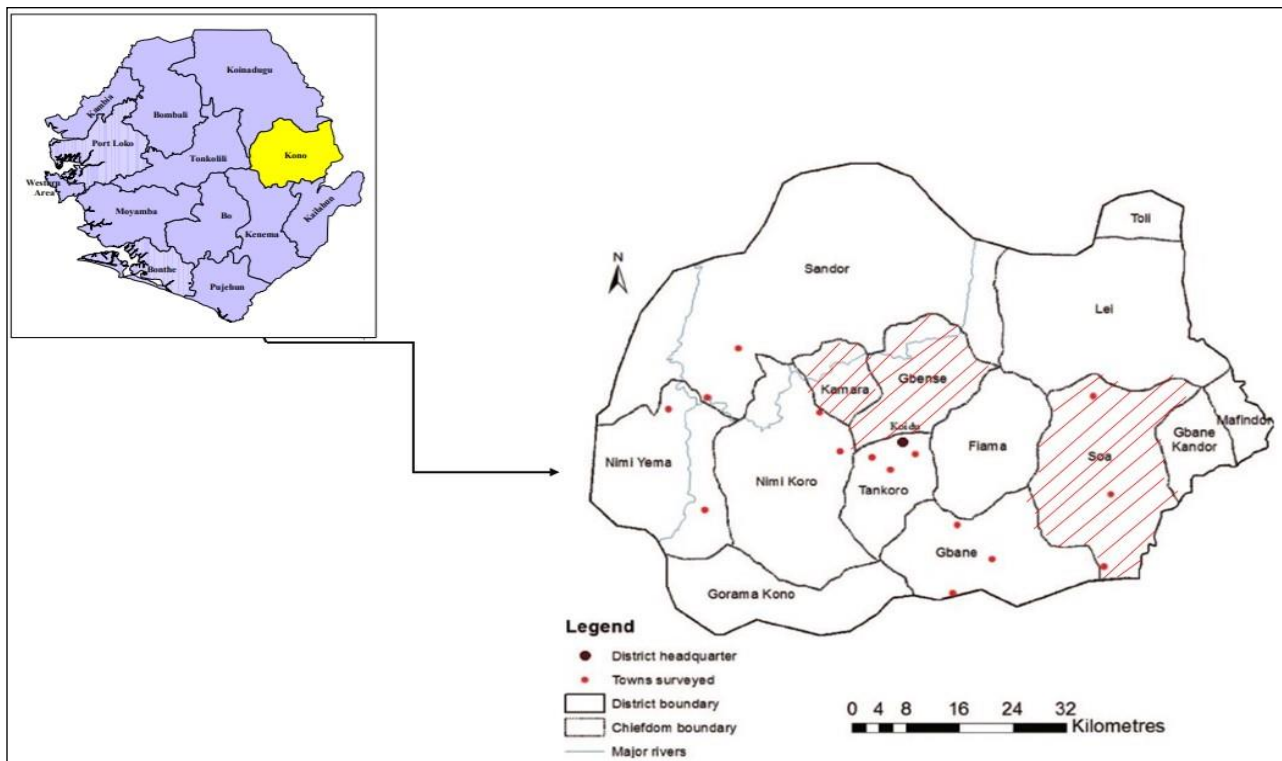 Koinadugu
Kambia
Bombali
Port Loko
Kono
Tonkolili
Western
Area
Kailahun
Moyamba
Bo
Kenema
Bonthe
Pujehun
Toli
N
Sandor
Lei
Kamara
Gbense
Koidu
Mafindor
Gbane
Kandor
Fiama
Soa
Nimi Yema
Nimi Koro
Tankoro
Gbane
Gorama Kono
Legend
District headquarter
Towns surveyed
District boundary
Chiefdom boundary
Major rivers
0 4 8 16 24 32
Kilometres